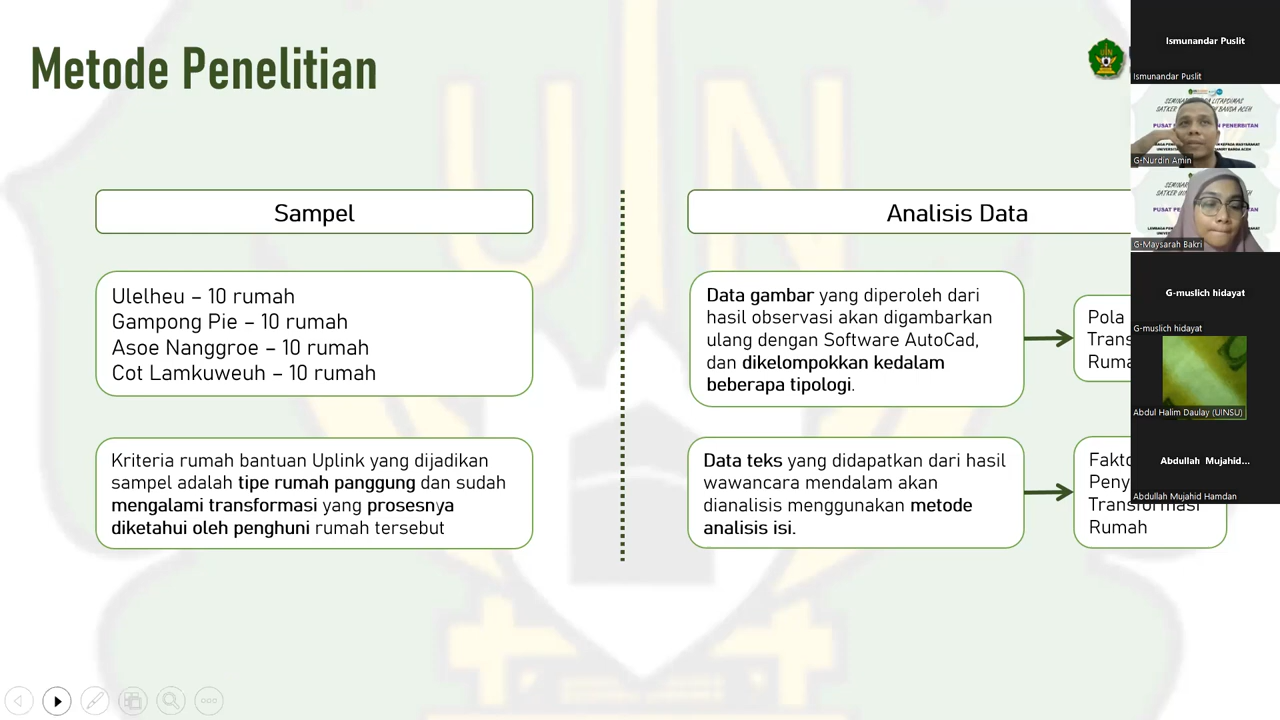 Metode Penelitian
Sampel
Ulelheu – 10 rumah
Gampong Pie – 10 rumah
Asoe Nanggroe – 10 rumah
Cot Lamkuweuh – 10 rumah
Kriteria rumah bantuan Uplink yang dijadikan
sampel adalah tipe rumah panggung dan sudah
mengalami transformasi yang prosesnya
diketahui oleh penghuni rumah tersebut
Analisis Data
Data gambar yang diperoleh dari
hasil observasi akan digambarkan
ulang dengan Software AutoCad,
dan dikelompokkan kedalam
beberapa tipologi.
Pola
Trans
Ruma
Data teks yang didapatkan dari hasil
wawancara mendalam akan
dianalisis menggunakan metode
analisis isi.
Fakto
Peny
Transformasi
Rumah
UIN
Ismunandar Puslit
Ismunandar Puslit
G-Nurdin Amin
G-Maysarah Bakri
G-muslich hidayat
G-muslich hidayat
Abdul Halim Daulay (UINSU)
Abdullah Mujahid...
Abdullah Mujahid Hamdan